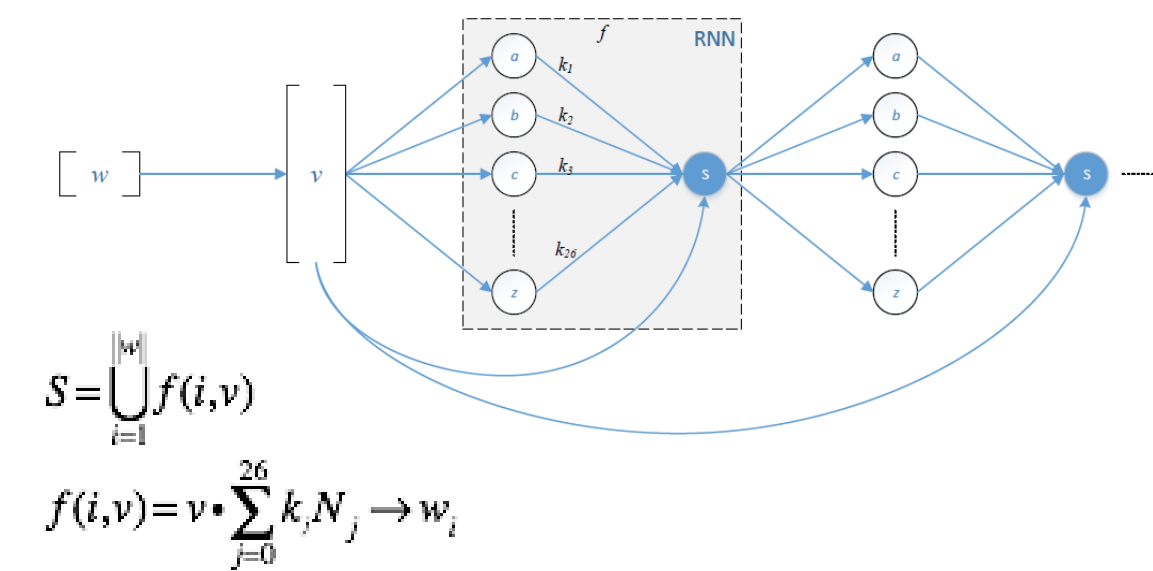 f RNN
a a
k1
b b
k2
w v c k3 s c s
k26
z z
S = ⋃_{i=1}^{‖w‖} f(i,v)
f(i,v) = v • ∑_{j=0}^{26} k_j N_j → w_i